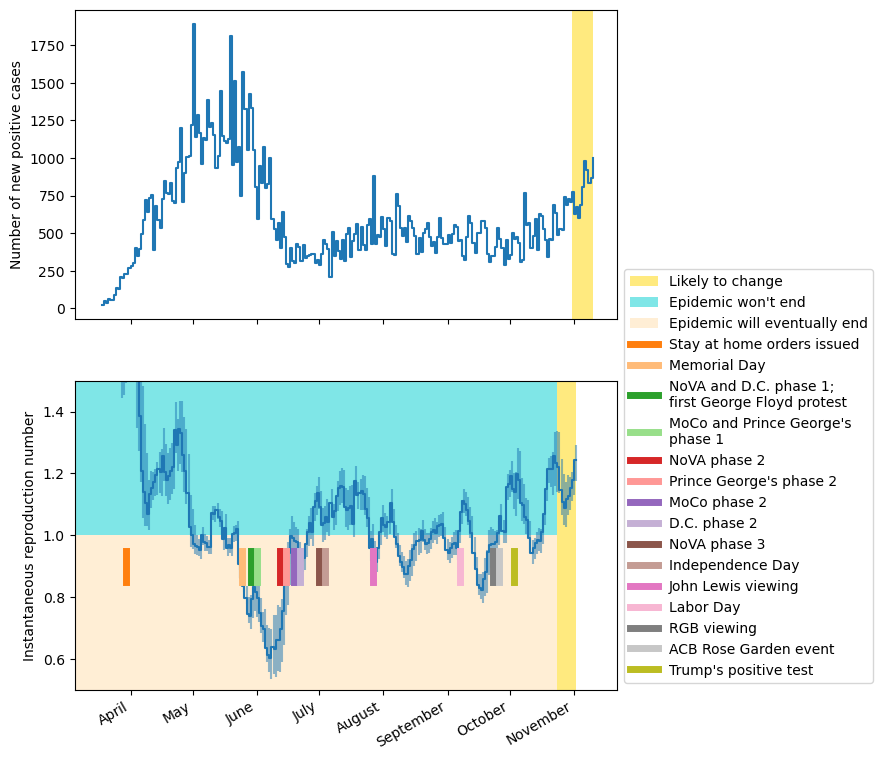 Number of new positive cases
1750
1500
1250
1000
750
500
250
0
Instantaneous reproduction number
1.4
1.2
1.0
0.8
0.6
April
May
June
July
August
September
October
November
Likely to change
Epidemic won't end
Epidemic will eventually end
Stay at home orders issued
Memorial Day
NoVA and D.C. phase 1;
first George Floyd protest
MoCo and Prince George's
phase 1
NoVA phase 2
Prince George's phase 2
MoCo phase 2
D.C. phase 2
NoVA phase 3
Independence Day
John Lewis viewing
Labor Day
RGB viewing
ACB Rose Garden event
Trump's positive test